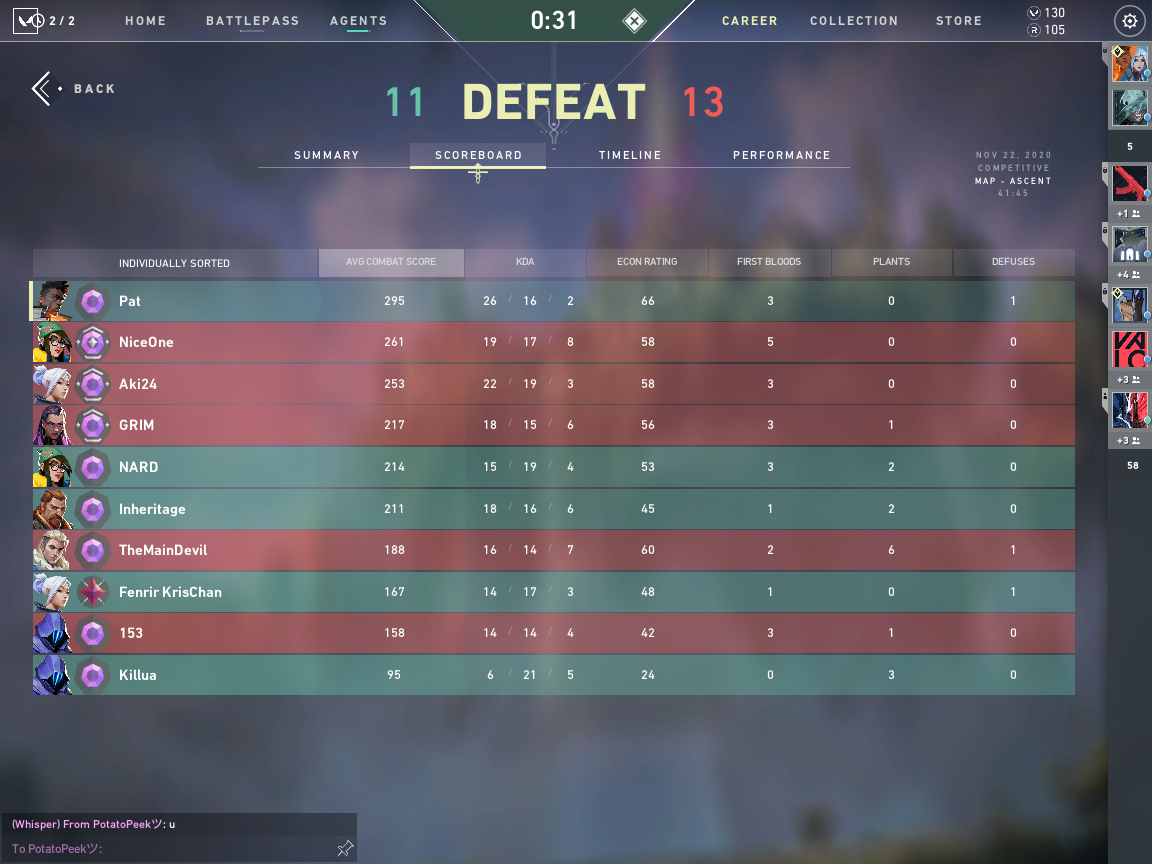 2 / 2 HOME BATTLEPASS AGENTS 0:31 CAREER COLLECTION STORE 130
R 105
BACK
11 DEFEAT 13
SUMMARY SCOREBOARD TIMELINE PERFORMANCE
NOV 22, 2020
COMPETITIVE
MAP - ASCENT
41:45
INDIVIDUALLY SORTED AVG COMBAT SCORE KDA ECON RATING FIRST BLOODS PLANTS DEFUSES
Pat 295 26 / 16 / 2 66 3 0 1
NiceOne 261 19 / 17 / 8 58 5 0 0
Aki24 253 22 / 19 / 3 58 3 0 0
GRIM 217 18 / 15 / 6 56 3 1 0
NARD 214 15 / 19 / 4 53 3 2 0
Inheritage 211 18 / 16 / 6 45 1 2 0
TheMainDevil 188 16 / 14 / 7 60 2 6 1
Fenrir KrisChan 167 14 / 17 / 3 48 1 0 1
153 158 14 / 14 / 4 42 3 1 0
Killua 95 6 / 21 / 5 24 0 3 0
5
+1
+4
+3
+3
58
(Whisper) From PotatoPeekツ: u
To PotatoPeekツ: